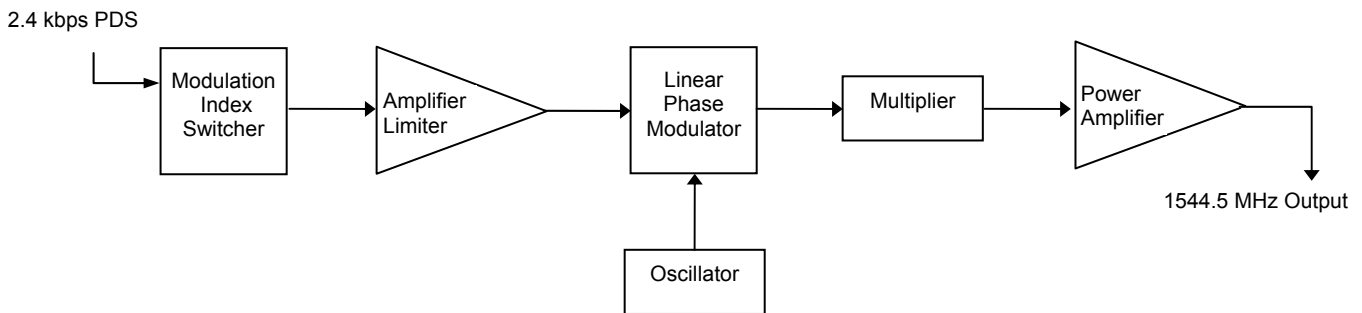 2.4 kbps PDS
Modulation
Index
Switcher
Amplifier
Limiter
Linear
Phase
Modulator
Multiplier
Power
Amplifier
1544.5 MHz Output
Oscillator